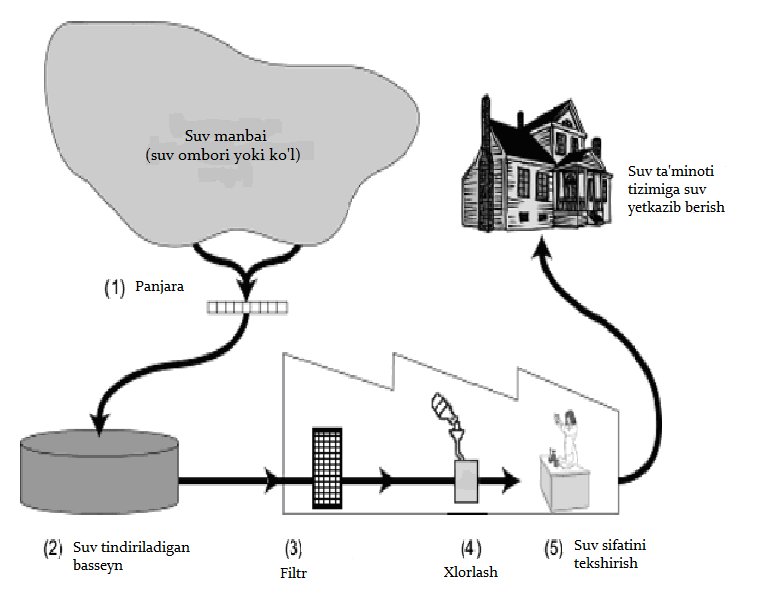 Suv manbai
(suv ombori yoki ko'l)
Suv ta'minoti
tizimiga suv
yetkazib berish
(1) Panjara
(2) Suv tindiriladigan
basseyn
(3)
Filtr
(4)
Xlorlash
(5) Suv sifatini
tekshirish